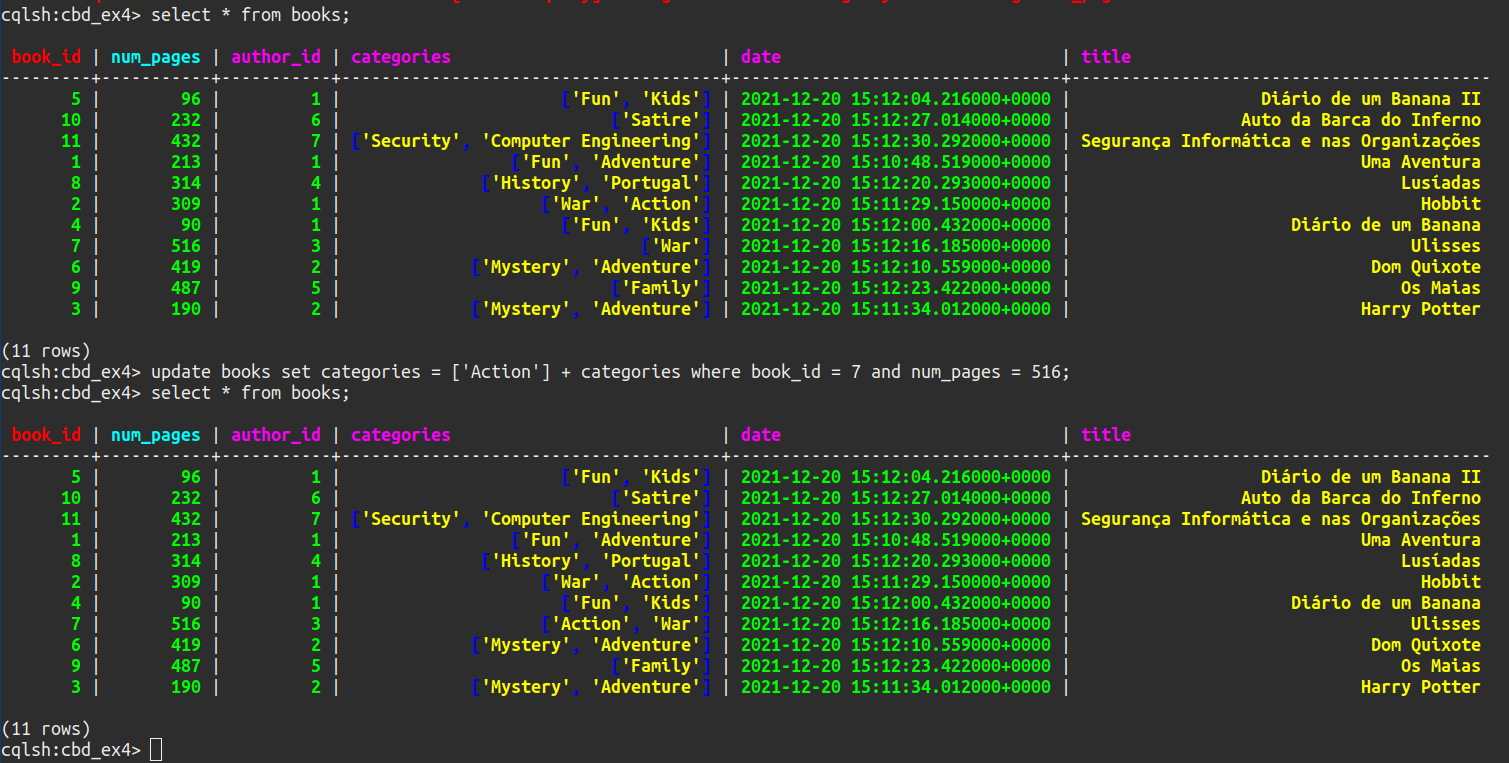 cqlsh:cbd_ex4> select * from books;
book_id | num_pages | author_id | categories | date | title
---------+-----------+-----------+--------------------------------------+---------------------------------+------------------------------------------
5 | 96 | 1 | ['Fun', 'Kids'] | 2021-12-20 15:12:04.216000+0000 | Diário de um Banana II
10 | 232 | 6 | ['Satire'] | 2021-12-20 15:12:27.014000+0000 | Auto da Barca do Inferno
11 | 432 | 7 | ['Security', 'Computer Engineering'] | 2021-12-20 15:12:30.292000+0000 | Segurança Informática e nas Organizações
1 | 213 | 1 | ['Fun', 'Adventure'] | 2021-12-20 15:10:48.519000+0000 | Uma Aventura
8 | 314 | 4 | ['History', 'Portugal'] | 2021-12-20 15:12:20.293000+0000 | Lusíadas
2 | 309 | 1 | ['War', 'Action'] | 2021-12-20 15:11:29.150000+0000 | Hobbit
4 | 90 | 1 | ['Fun', 'Kids'] | 2021-12-20 15:12:00.432000+0000 | Diário de um Banana
7 | 516 | 3 | ['War'] | 2021-12-20 15:12:16.185000+0000 | Ulisses
6 | 419 | 2 | ['Mystery', 'Adventure'] | 2021-12-20 15:12:10.559000+0000 | Dom Quixote
9 | 487 | 5 | ['Family'] | 2021-12-20 15:12:23.422000+0000 | Os Maias
3 | 190 | 2 | ['Mystery', 'Adventure'] | 2021-12-20 15:11:34.012000+0000 | Harry Potter
(11 rows)
cqlsh:cbd_ex4> update books set categories = ['Action'] + categories where book_id = 7 and num_pages = 516;
cqlsh:cbd_ex4> select * from books;
book_id | num_pages | author_id | categories | date | title
---------+-----------+-----------+--------------------------------------+---------------------------------+------------------------------------------
5 | 96 | 1 | ['Fun', 'Kids'] | 2021-12-20 15:12:04.216000+0000 | Diário de um Banana II
10 | 232 | 6 | ['Satire'] | 2021-12-20 15:12:27.014000+0000 | Auto da Barca do Inferno
11 | 432 | 7 | ['Security', 'Computer Engineering'] | 2021-12-20 15:12:30.292000+0000 | Segurança Informática e nas Organizações
1 | 213 | 1 | ['Fun', 'Adventure'] | 2021-12-20 15:10:48.519000+0000 | Uma Aventura
8 | 314 | 4 | ['History', 'Portugal'] | 2021-12-20 15:12:20.293000+0000 | Lusíadas
2 | 309 | 1 | ['War', 'Action'] | 2021-12-20 15:11:29.150000+0000 | Hobbit
4 | 90 | 1 | ['Fun', 'Kids'] | 2021-12-20 15:12:00.432000+0000 | Diário de um Banana
7 | 516 | 3 | ['Action', 'War'] | 2021-12-20 15:12:16.185000+0000 | Ulisses
6 | 419 | 2 | ['Mystery', 'Adventure'] | 2021-12-20 15:12:10.559000+0000 | Dom Quixote
9 | 487 | 5 | ['Family'] | 2021-12-20 15:12:23.422000+0000 | Os Maias
3 | 190 | 2 | ['Mystery', 'Adventure'] | 2021-12-20 15:11:34.012000+0000 | Harry Potter
(11 rows)
cqlsh:cbd_ex4>